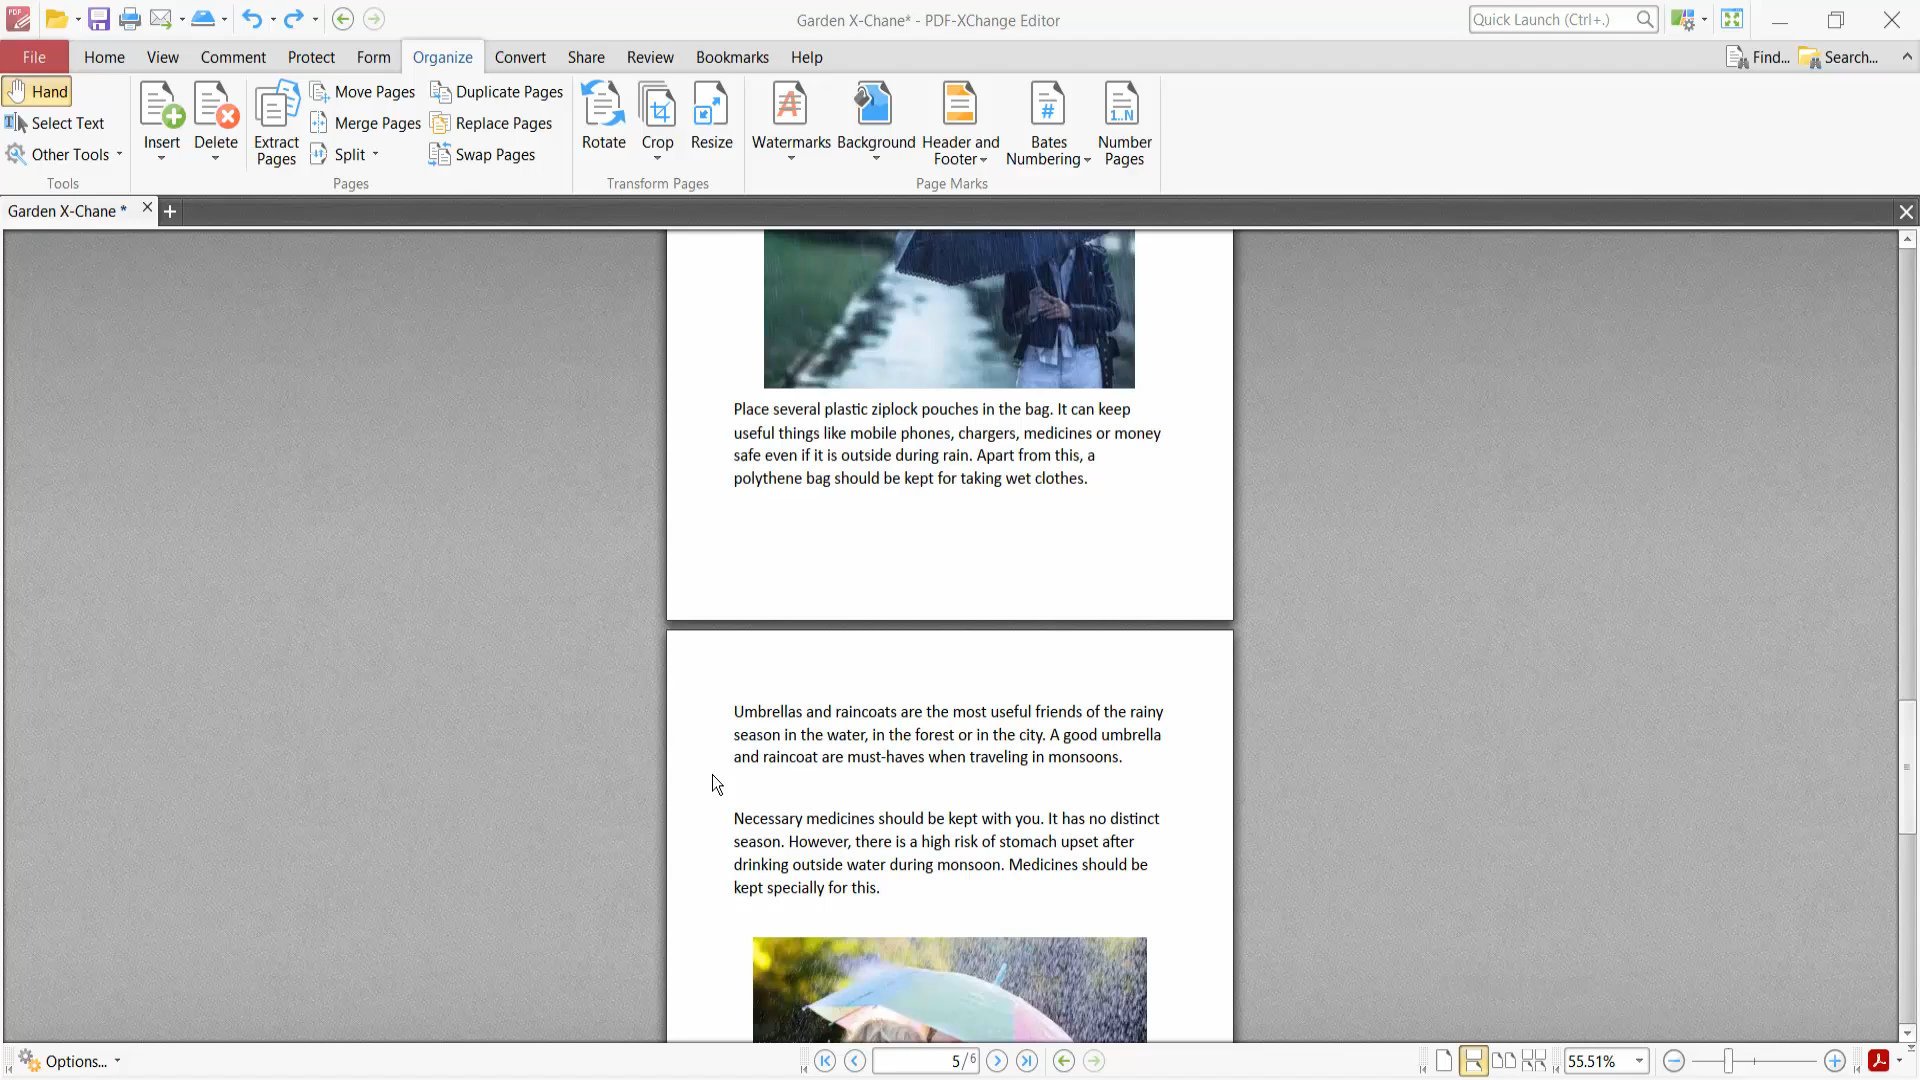 Garden X-Chane* - PDF-XChange Editor
Quick Launch (Ctrl+.)
File Home View Comment Protect Form Organize Convert Share Review Bookmarks Help Find... Search...
Hand
Select Text
Other Tools
Tools
Insert
Delete
Extract
Pages
Move Pages
Merge Pages
Split
Duplicate Pages
Replace Pages
Swap Pages
Pages
Rotate
Crop
Resize
Transform Pages
Watermarks
Background
Header and
Footer
Bates
Numbering
Number
Pages
Page Marks
Garden X-Chane *
Place several plastic ziplock pouches in the bag. It can keep
useful things like mobile phones, chargers, medicines or money
safe even if it is outside during rain. Apart from this, a
polythene bag should be kept for taking wet clothes.
Umbrellas and raincoats are the most useful friends of the rainy
season in the water, in the forest or in the city. A good umbrella
and raincoat are must-haves when traveling in monsoons.
Necessary medicines should be kept with you. It has no distinct
season. However, there is a high risk of stomach upset after
drinking outside water during monsoon. Medicines should be
kept specially for this.
Options...
5/6
55.51%